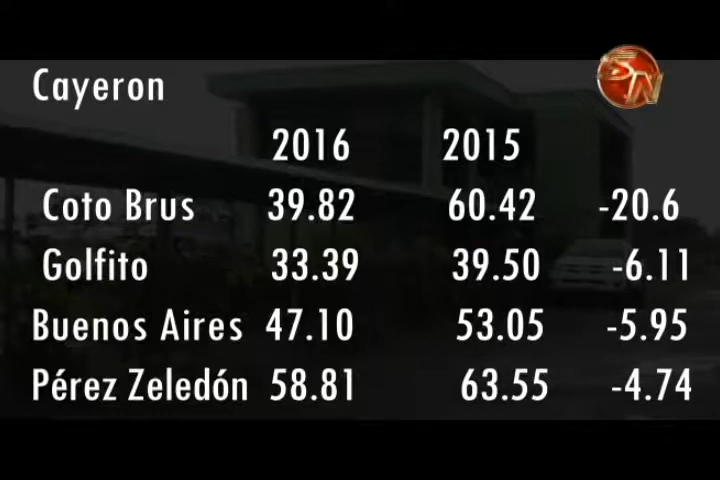 Cayeron
2016 2015
Coto Brus 39.82 60.42 -20.6
Golfito 33.39 39.50 -6.11
Buenos Aires 47.10 53.05 -5.95
Pérez Zeledón 58.81 63.55 -4.74